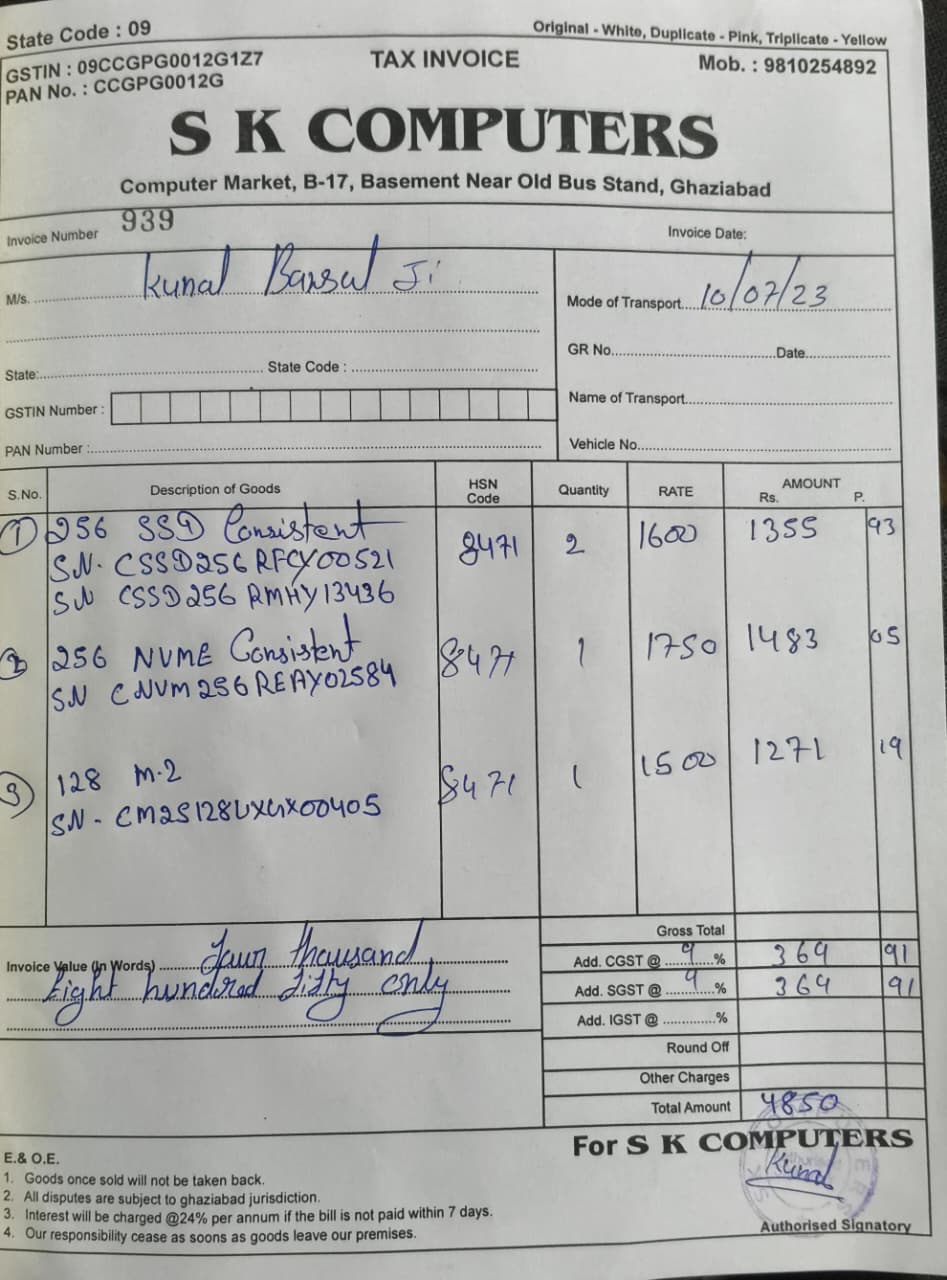 State Code : 09
Original - White, Duplicate - Pink, Triplicate - Yellow
GSTIN : 09CCGPG0012G1Z7
TAX INVOICE
Mob. : 9810254892
PAN No. : CCGPG0012G
S K COMPUTERS
Computer Market, B-17, Basement Near Old Bus Stand, Ghaziabad
Invoice Number 939
Invoice Date:
M/s. Kunal Bansal Ji
Mode of Transport 10/07/23
GR No. Date
State: State Code :
Name of Transport
GSTIN Number :
Vehicle No.
PAN Number :
S.No. Description of Goods HSN Code Quantity RATE AMOUNT Rs. P.
1 256 SSD Consistent 8471 2 1600 1355 93
S.N. CSSD256RFCY00521
SN CSSD256RMHY13436
2 256 NVME Consistent 8471 1 1750 1483 05
SN CNVM256REAY02584
3 128 M.2 8471 1 1500 1271 19
SN - CM2S128UXGX00405
Gross Total
Invoice Value (In Words) Four thousand
Eight hundred fifty only
Add. CGST @ 9 % 369 91
Add. SGST @ 9 % 369 91
Add. IGST @ %
Round Off
Other Charges
Total Amount 4850
For S K COMPUTERS
Kunal
Authorised Signatory
E.& O.E.
1. Goods once sold will not be taken back.
2. All disputes are subject to ghaziabad jurisdiction.
3. Interest will be charged @24% per annum if the bill is not paid within 7 days.
4. Our responsibility cease as soons as goods leave our premises.